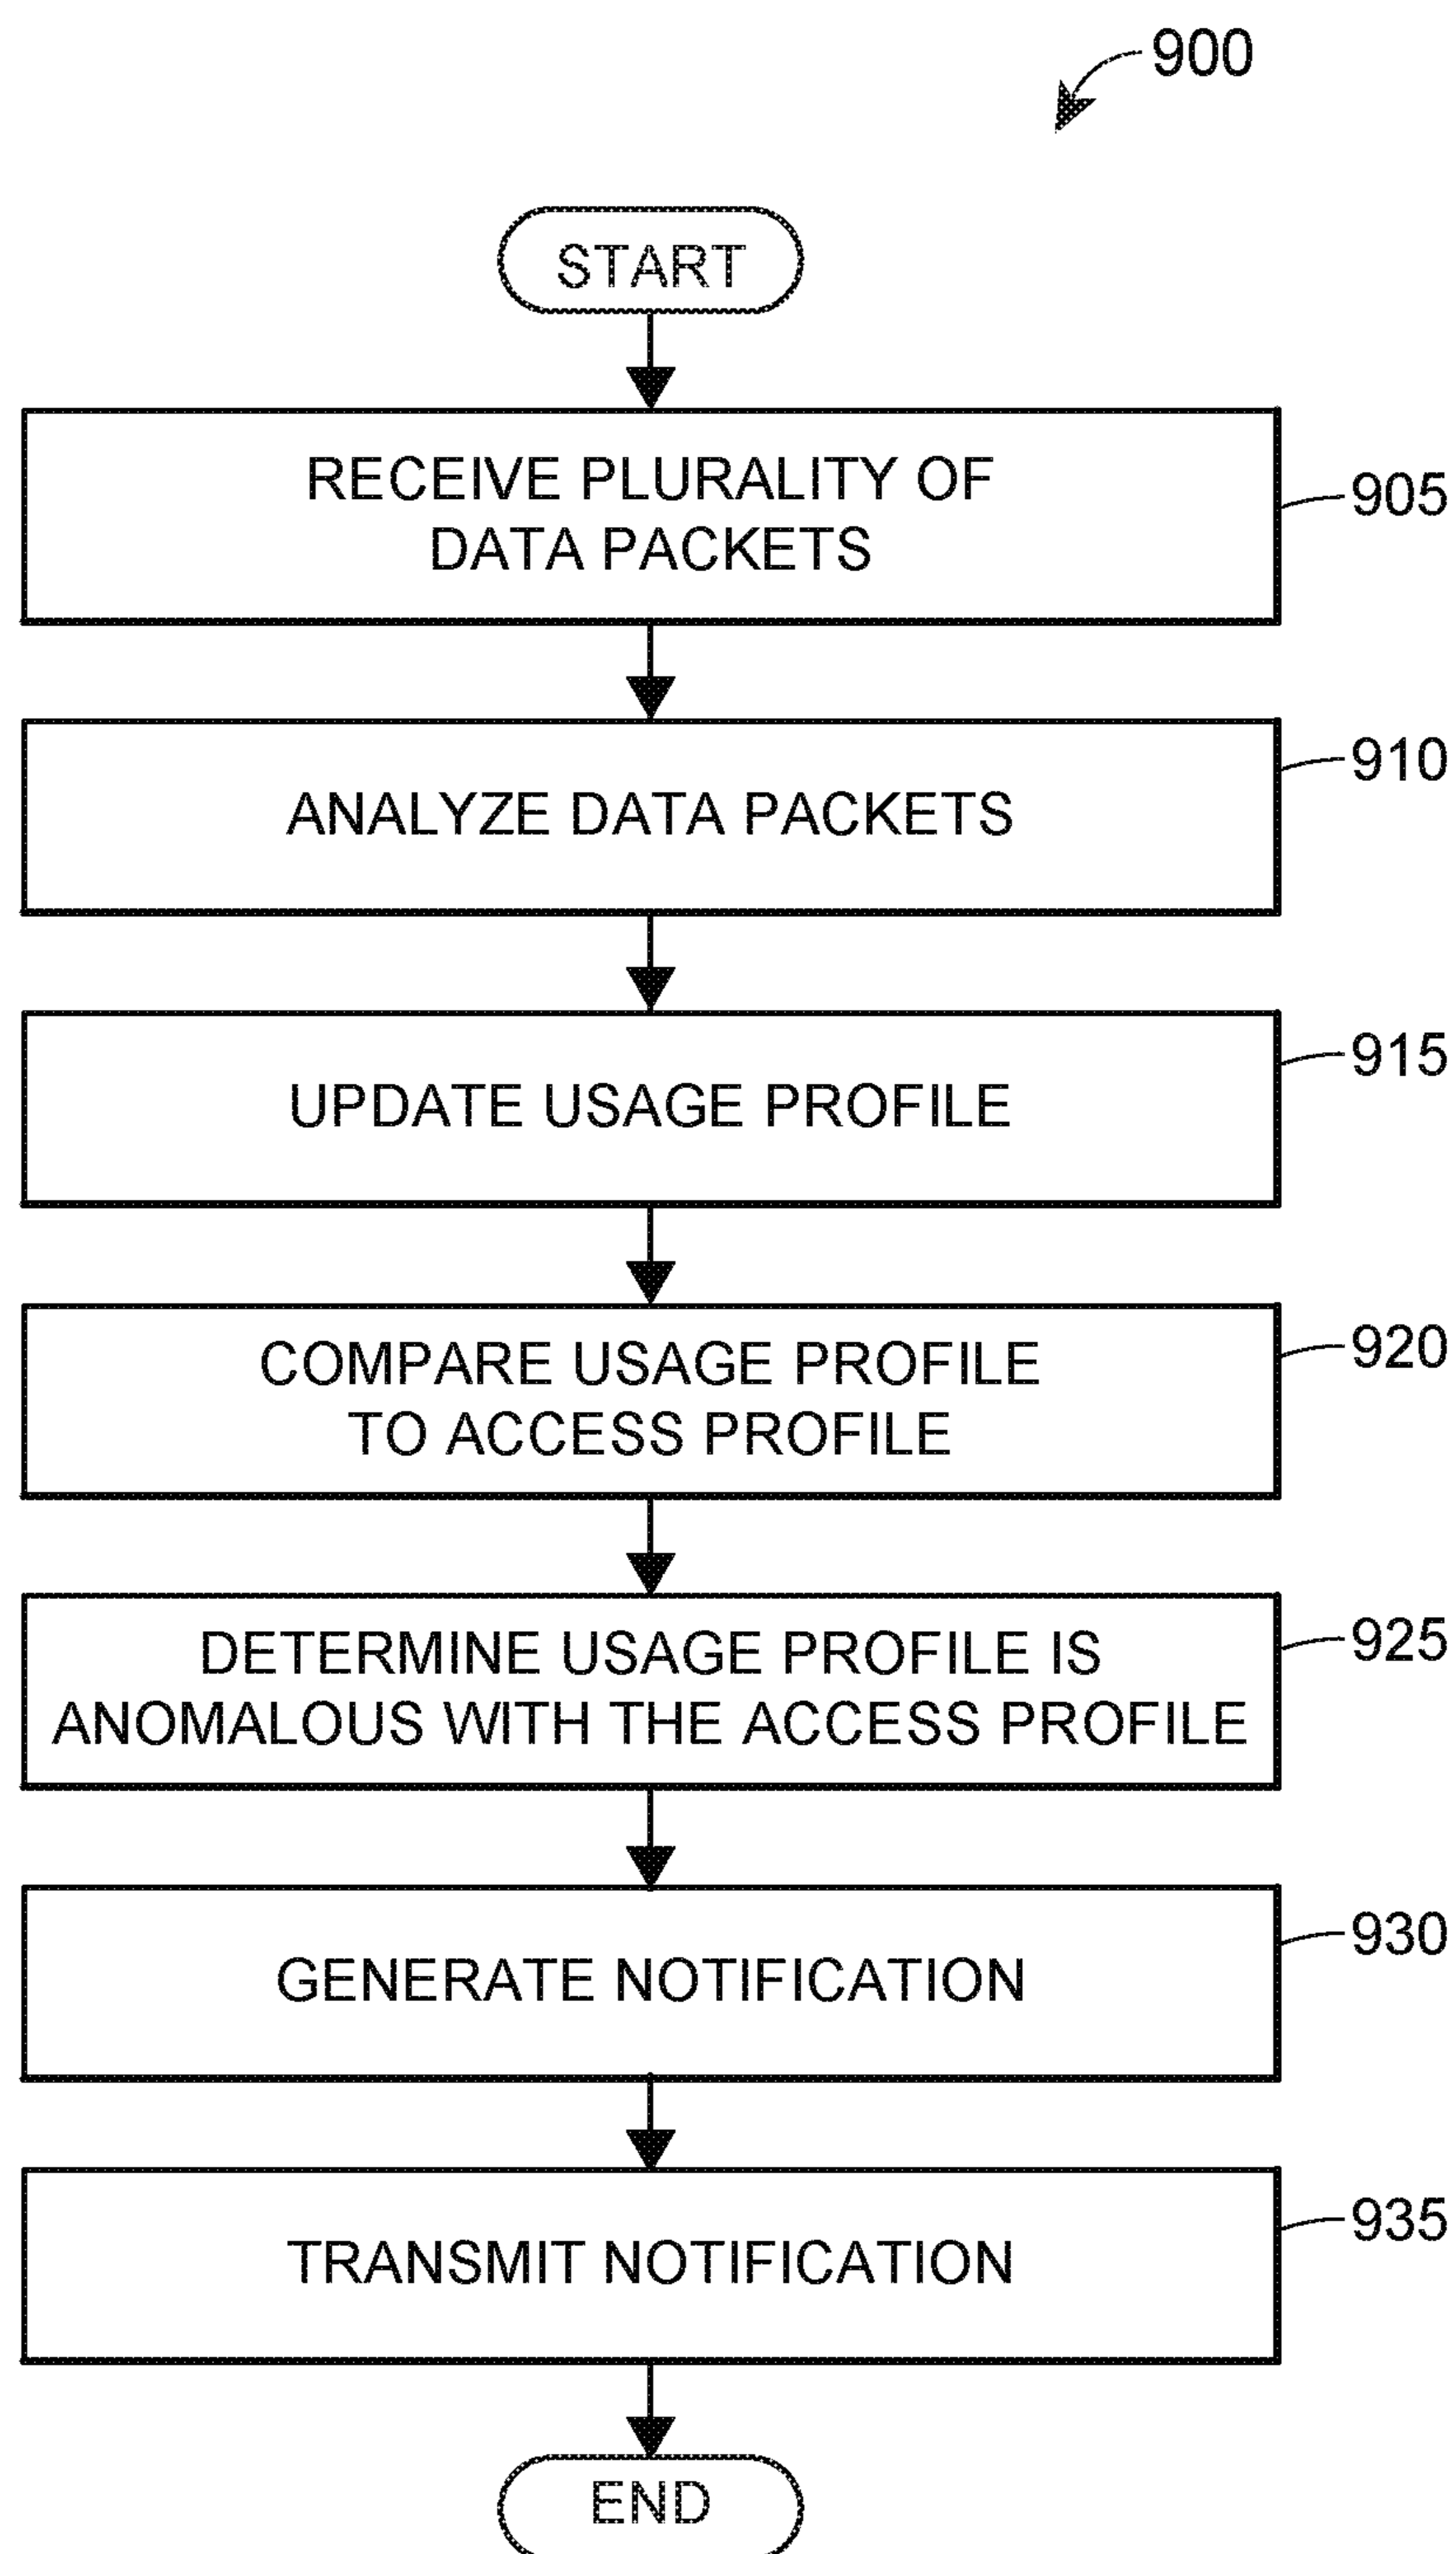 900
START
RECEIVE PLURALITY OF
DATA PACKETS
905
ANALYZE DATA PACKETS
910
UPDATE USAGE PROFILE
915
COMPARE USAGE PROFILE
TO ACCESS PROFILE
920
DETERMINE USAGE PROFILE IS
ANOMALOUS WITH THE ACCESS PROFILE
925
GENERATE NOTIFICATION
930
TRANSMIT NOTIFICATION
935
END